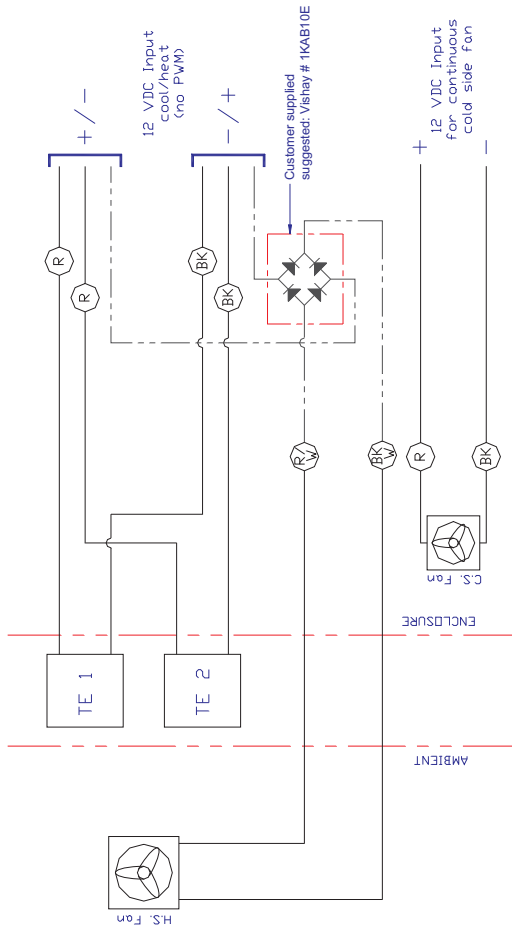 +/-
12 VDC Input
cool/heat
(no PWM)
-/+
Customer supplied
suggested: Vishay # 1KAB10E
+
12 VDC Input
for continuous
cold side fan
-
R
R
BK
BK
R/
W
BK
W
R
BK
C.S. Fan
ENCLOSURE
TE 1
TE 2
AMBIENT
H.S. Fan